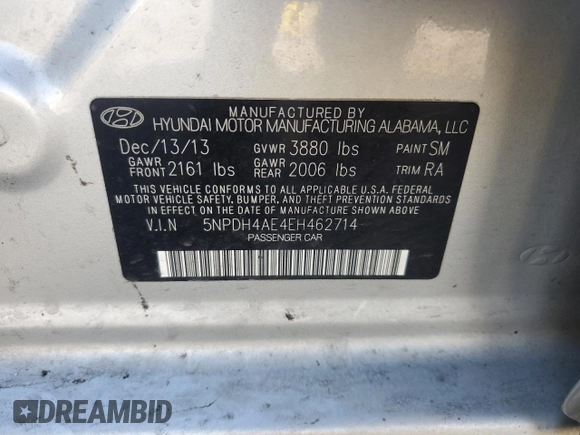 MANUFACTURED BY
HYUNDAI MOTOR MANUFACTURING ALABAMA, LLC
Dec/13/13 GVWR 3880 lbs PAINT SM
GAWR FRONT 2161 lbs GAWR REAR 2006 lbs TRIM RA
THIS VEHICLE CONFORMS TO ALL APPLICABLE U.S.A. FEDERAL
MOTOR VEHICLE SAFETY, BUMPER, AND THEFT PREVENTION
STANDARDS IN EFFECT ON THE DATE OF MANUFACTURE SHOWN ABOVE.
V.I.N 5NPDH4AE4EH462714
PASSENGER CAR
DREAMBID